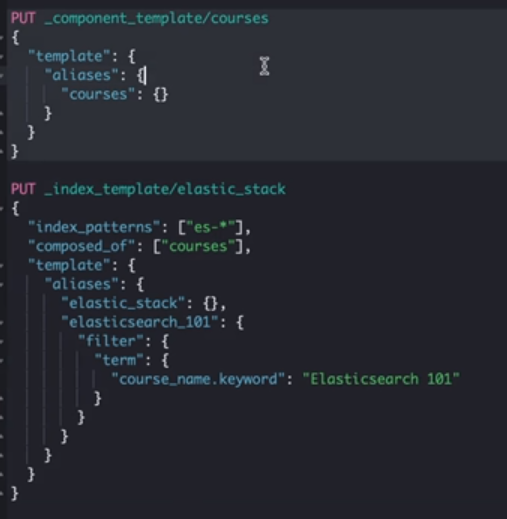 PUT _component_template/courses
{
  "template": {
    "aliases": {
      "courses": {}
    }
  }
}
PUT _index_template/elastic_stack
{
  "index_patterns": ["es-*"],
  "composed_of": ["courses"],
  "template": {
    "aliases": {
      "elastic_stack": {},
      "elasticsearch_101": {
        "filter": {
          "term": {
            "course_name.keyword": "Elasticsearch 101"
          }
        }
      }
    }
  }
}